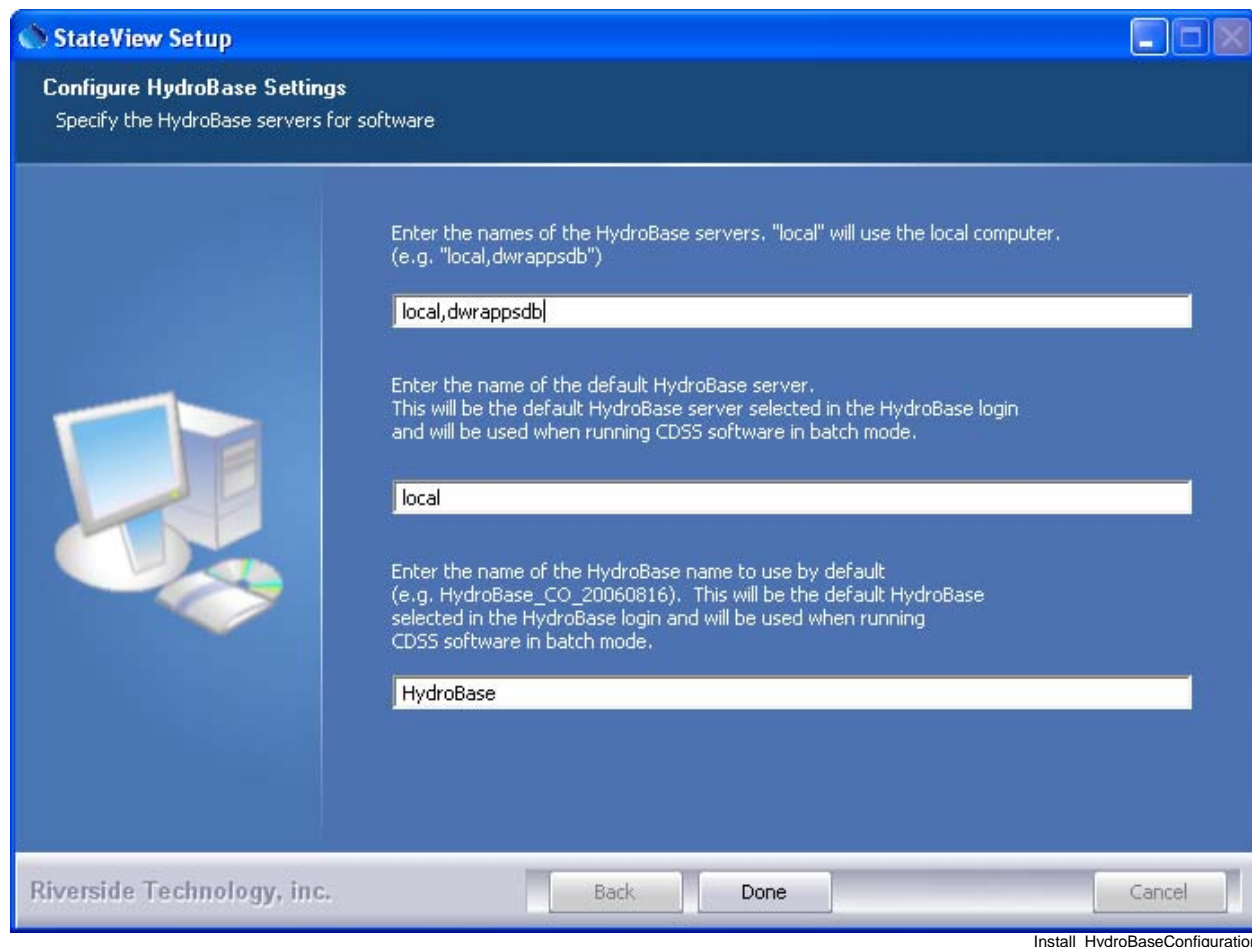 StateView Setup
Configure HydroBase Settings
Specify the HydroBase servers for software
Enter the names of the HydroBase servers. "local" will use the local computer.
(e.g. "local,dwrappsdb")
local,dwrappsdb
Enter the name of the default HydroBase server.
This will be the default HydroBase server selected in the HydroBase login
and will be used when running CDSS software in batch mode.
local
Enter the name of the HydroBase name to use by default
(e.g. HydroBase_CO_20060816). This will be the default HydroBase
selected in the HydroBase login and will be used when running
CDSS software in batch mode.
HydroBase
Riverside Technology, inc.
Back
Done
Cancel
Install_HydroBaseConfiguration